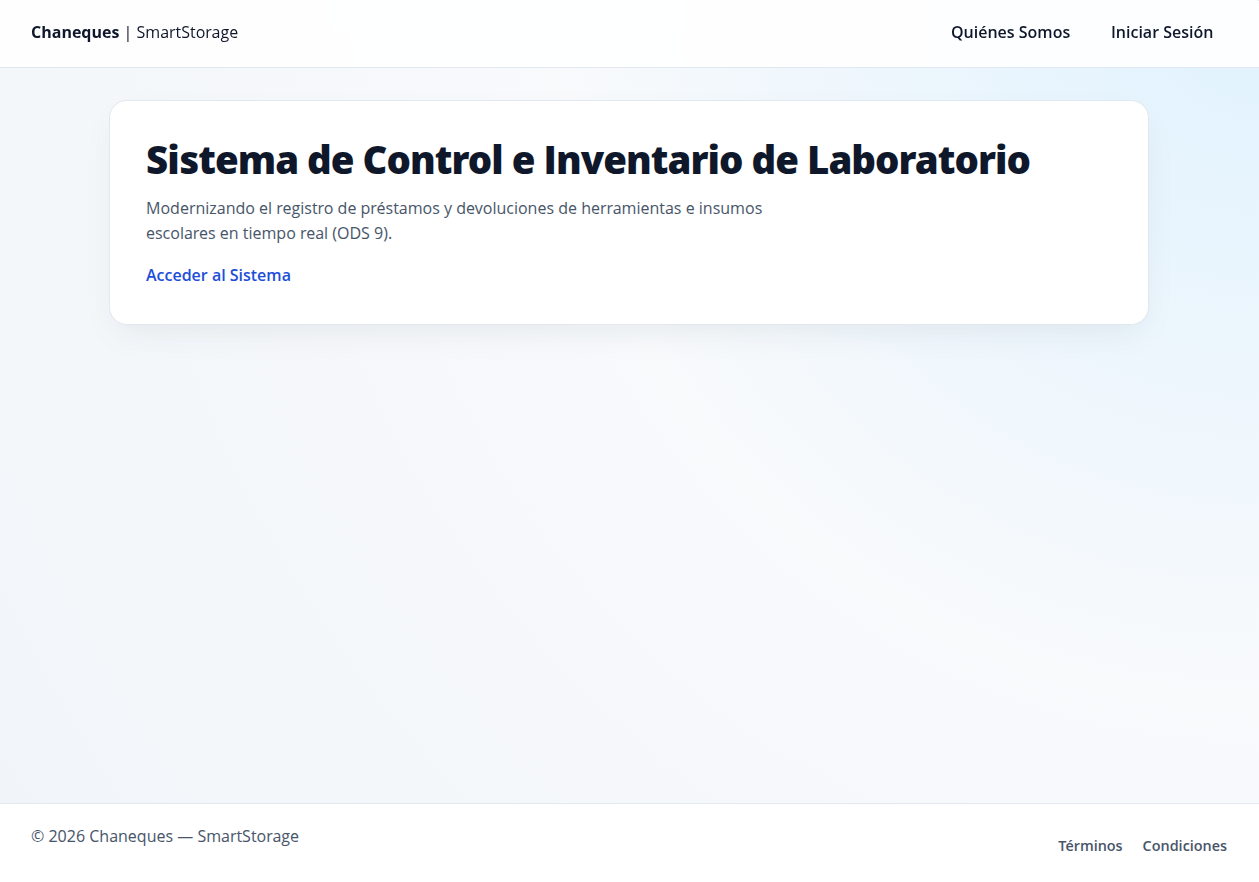 Chaneques | SmartStorage
Quiénes Somos
Iniciar Sesión
Sistema de Control e Inventario de Laboratorio
Modernizando el registro de préstamos y devoluciones de herramientas e insumos
escolares en tiempo real (ODS 9).
Acceder al Sistema
© 2026 Chaneques — SmartStorage
Términos
Condiciones